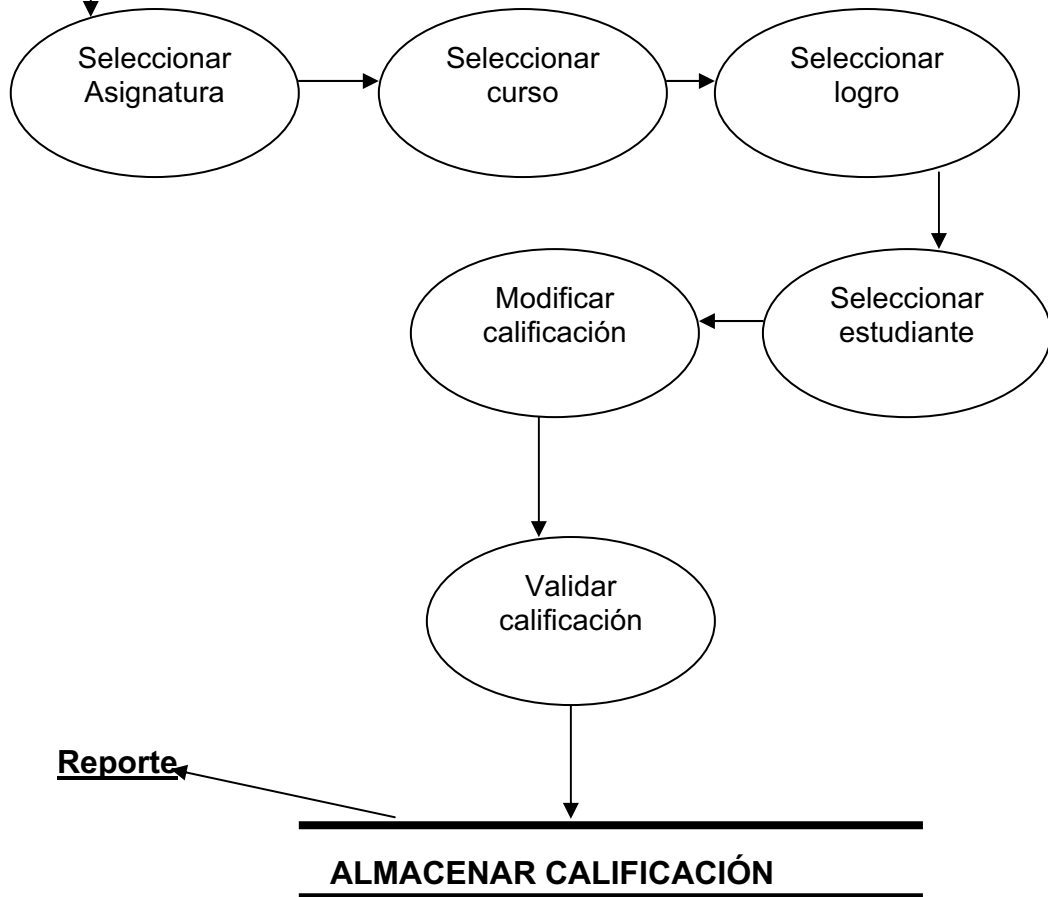 Seleccionar
Asignatura
Seleccionar
curso
Seleccionar
logro
Modificar
calificación
Seleccionar
estudiante
Validar
calificación
Reporte
ALMACENAR CALIFICACIÓN